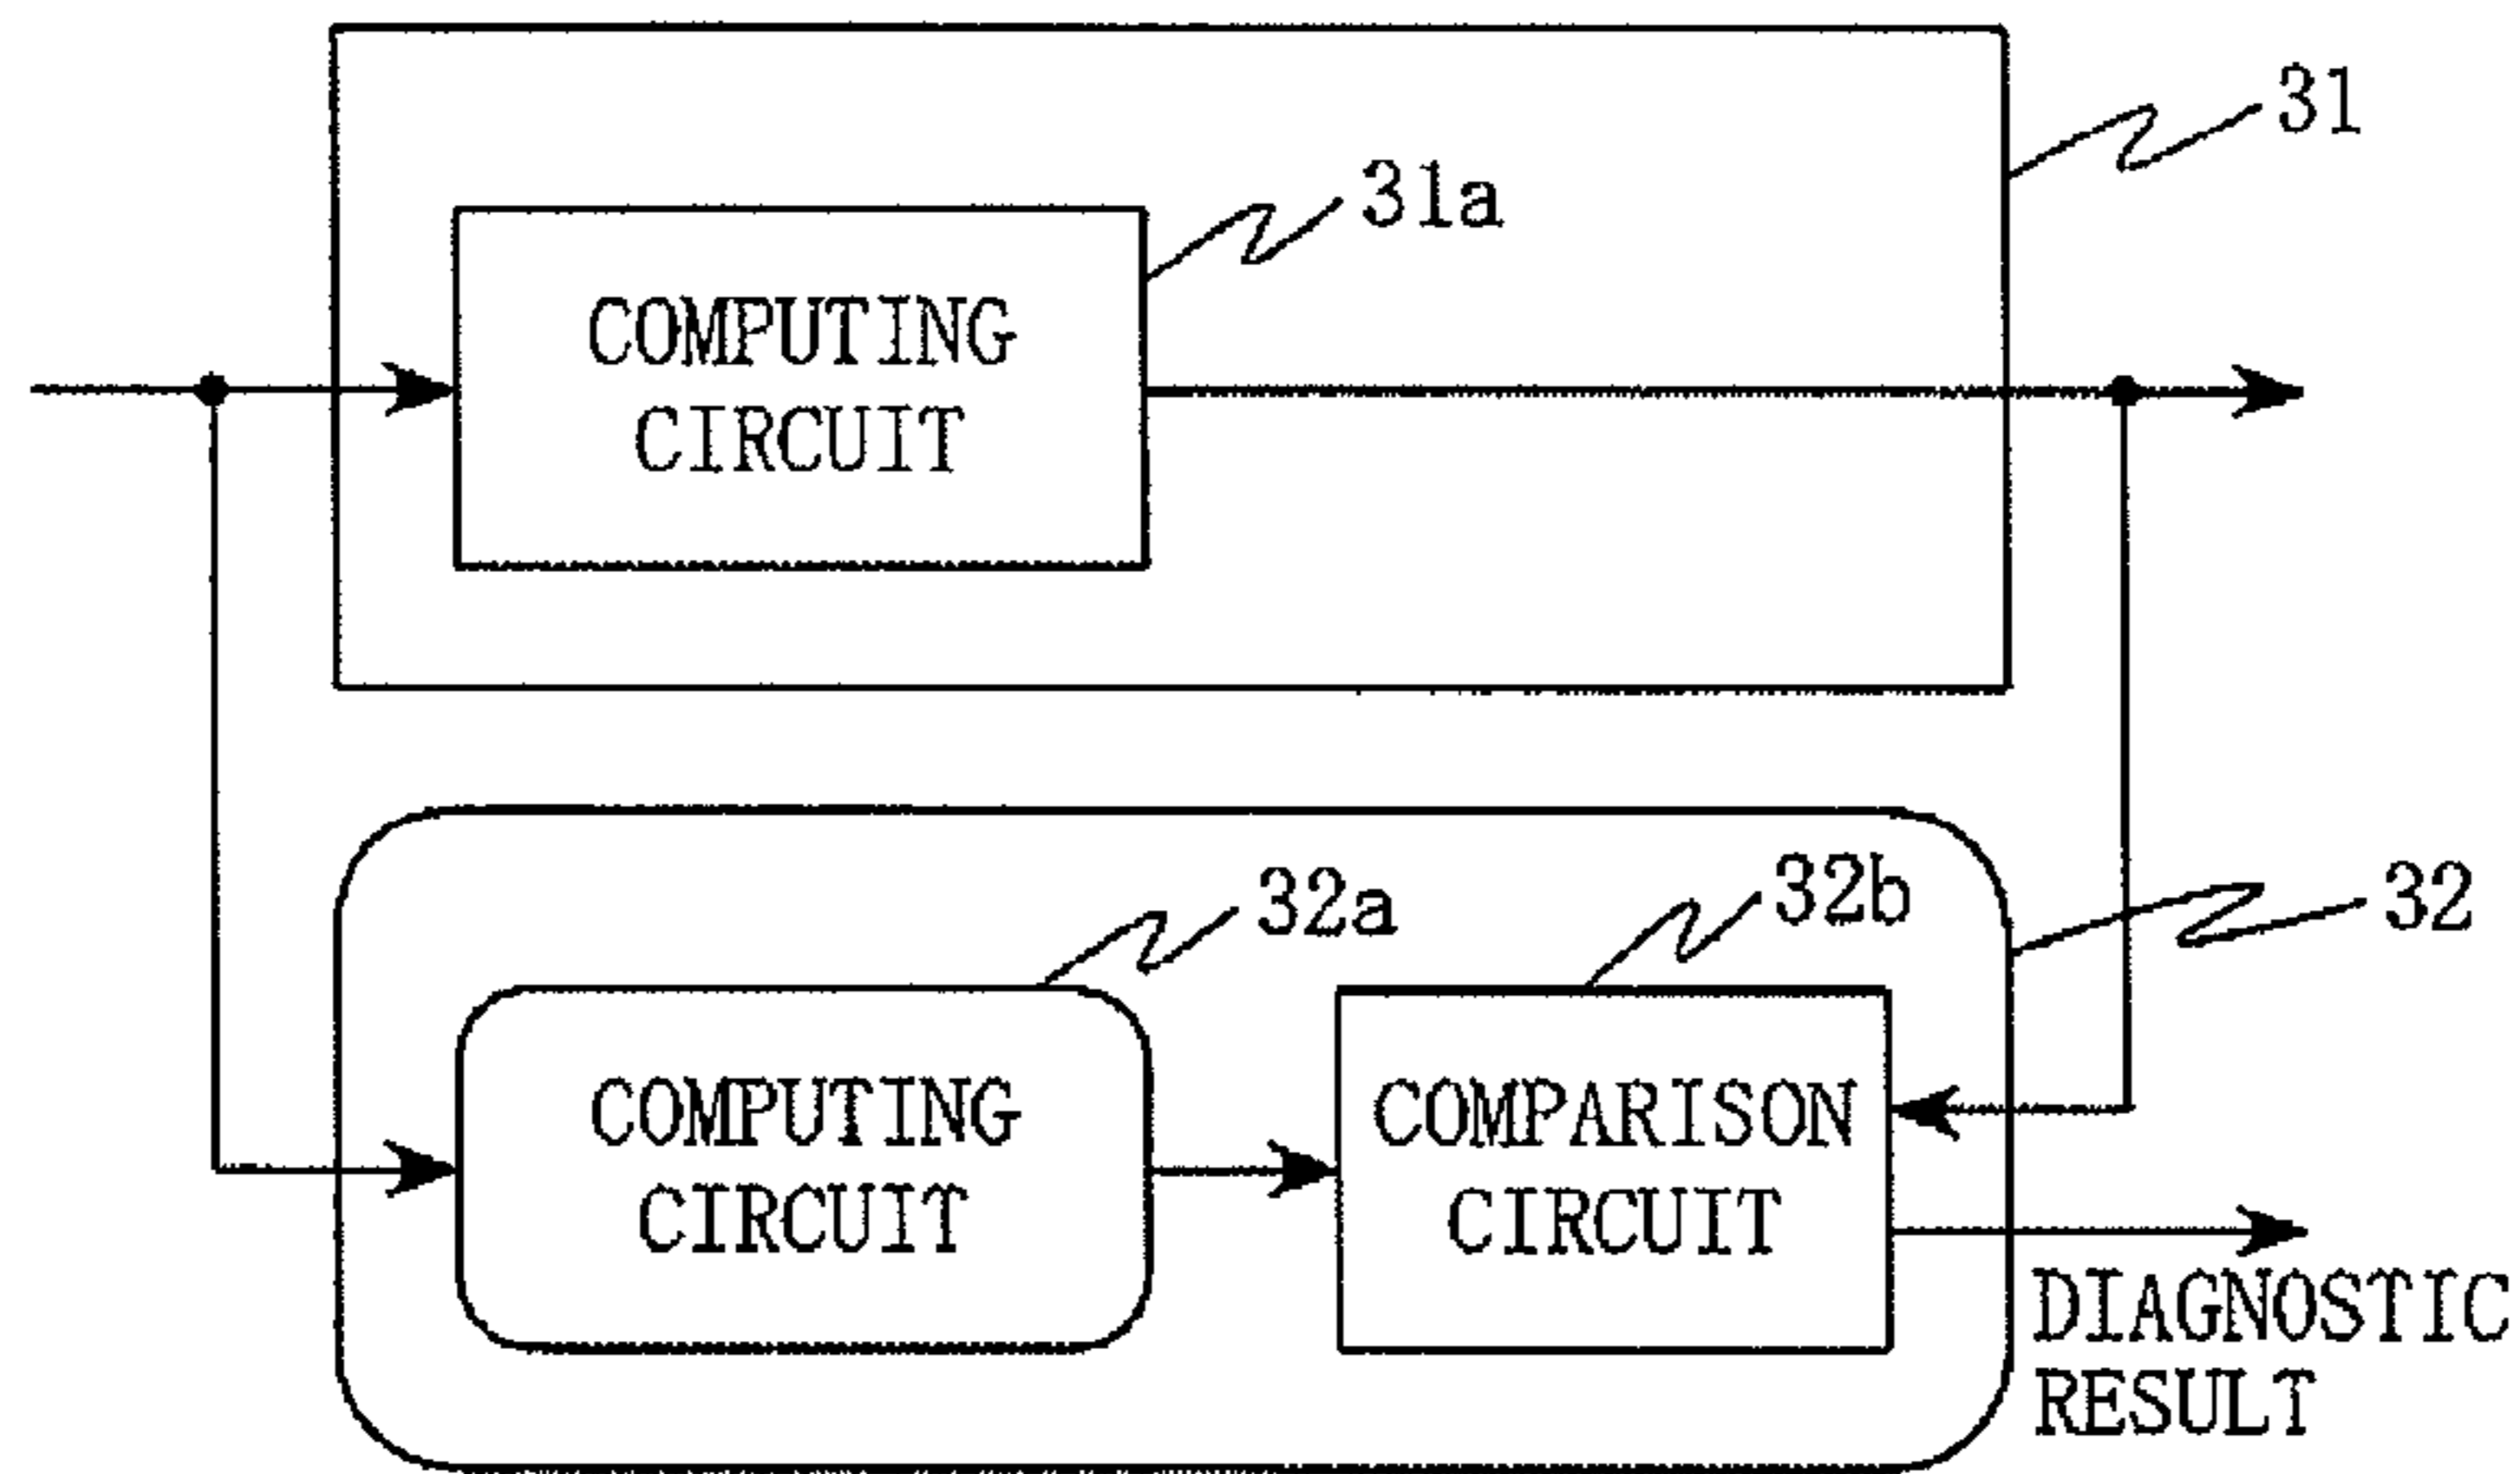 31
31a
COMPUTING
CIRCUIT
32a
32b
32
COMPUTING
CIRCUIT
COMPARISON
CIRCUIT
DIAGNOSTIC
RESULT